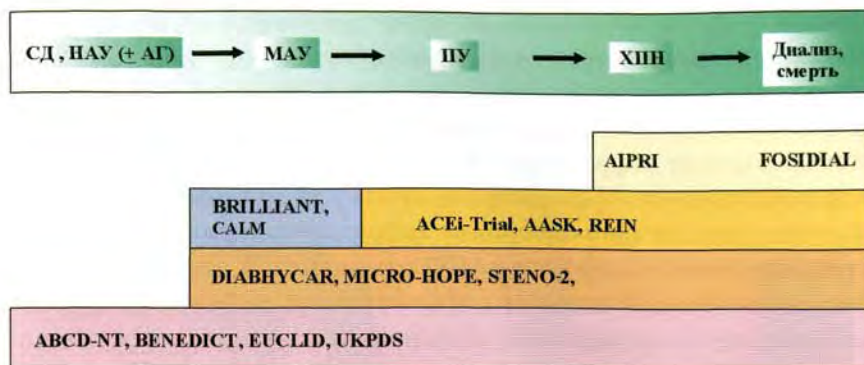 СД , НАУ (± АГ) МАУ ПУ ХПН Диализ,
смерть
AIPRI FOSIDIAL
BRILLIANT,
CALM
ACEi-Trial, AASK, REIN
DIABHYCAR, MICRO-HOPE, STENO-2,
ABCD-NT, BENEDICT, EUCLID, UKPDS